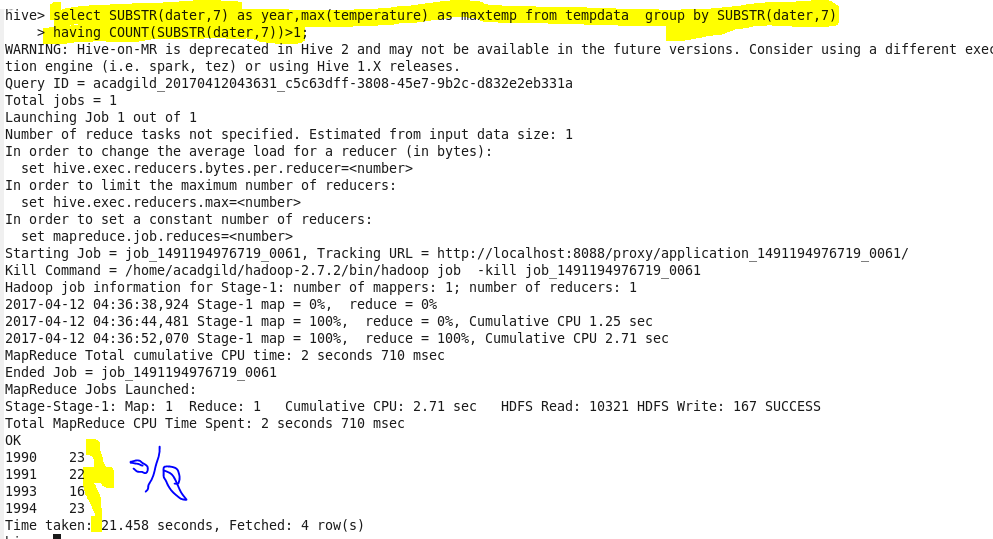 hive> select SUBSTR(dater,7) as year,max(temperature) as maxtemp from tempdata  group by SUBSTR(dater,7)
    > having COUNT(SUBSTR(dater,7))>1;
WARNING: Hive-on-MR is deprecated in Hive 2 and may not be available in the future versions. Consider using a different exec
tion engine (i.e. spark, tez) or using Hive 1.X releases.
Query ID = acadgild_20170412043631_c5c63dff-3808-45e7-9b2c-d832e2eb331a
Total jobs = 1
Launching Job 1 out of 1
Number of reduce tasks not specified. Estimated from input data size: 1
In order to change the average load for a reducer (in bytes):
  set hive.exec.reducers.bytes.per.reducer=<number>
In order to limit the maximum number of reducers:
  set hive.exec.reducers.max=<number>
In order to set a constant number of reducers:
  set mapreduce.job.reduces=<number>
Starting Job = job_1491194976719_0061, Tracking URL = http://localhost:8088/proxy/application_1491194976719_0061/
Kill Command = /home/acadgild/hadoop-2.7.2/bin/hadoop job  -kill job_1491194976719_0061
Hadoop job information for Stage-1: number of mappers: 1; number of reducers: 1
2017-04-12 04:36:38,924 Stage-1 map = 0%,  reduce = 0%
2017-04-12 04:36:44,481 Stage-1 map = 100%,  reduce = 0%, Cumulative CPU 1.25 sec
2017-04-12 04:36:52,070 Stage-1 map = 100%,  reduce = 100%, Cumulative CPU 2.71 sec
MapReduce Total cumulative CPU time: 2 seconds 710 msec
Ended Job = job_1491194976719_0061
MapReduce Jobs Launched:
Stage-Stage-1: Map: 1  Reduce: 1   Cumulative CPU: 2.71 sec   HDFS Read: 10321 HDFS Write: 167 SUCCESS
Total MapReduce CPU Time Spent: 2 seconds 710 msec
OK
1990    23
1991    22
1993    16
1994    23
Time taken: 21.458 seconds, Fetched: 4 row(s)